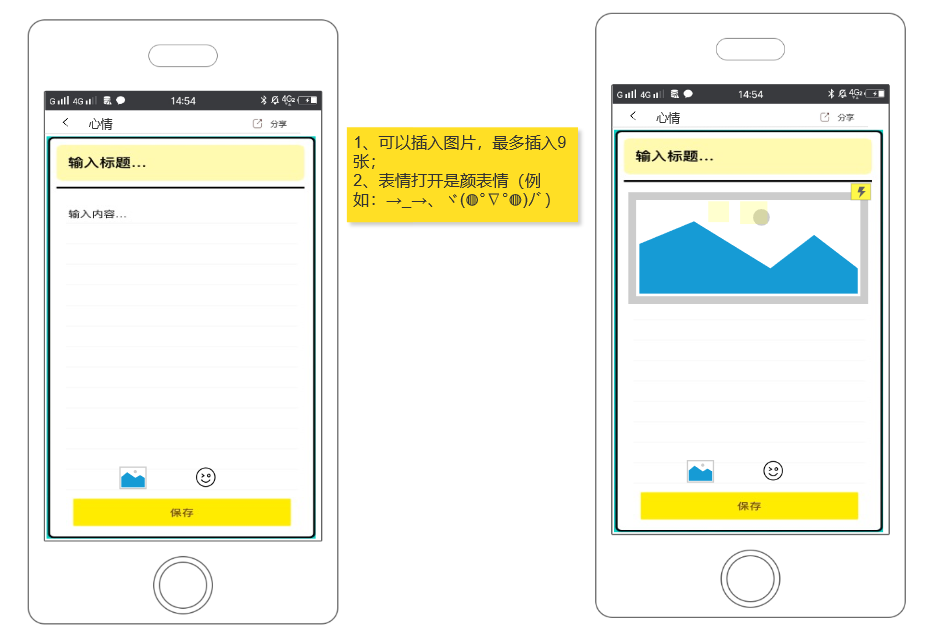 G 4G 14:54 4G
心情 分享
输入标题...
输入内容...
保存
1、可以插入图片，最多插入9
张；
2、表情打开是颜表情（例
如：→_→、ヾ(◍°∇°◍)ﾉﾞ）
G 4G 14:54 4G
心情 分享
输入标题...
保存